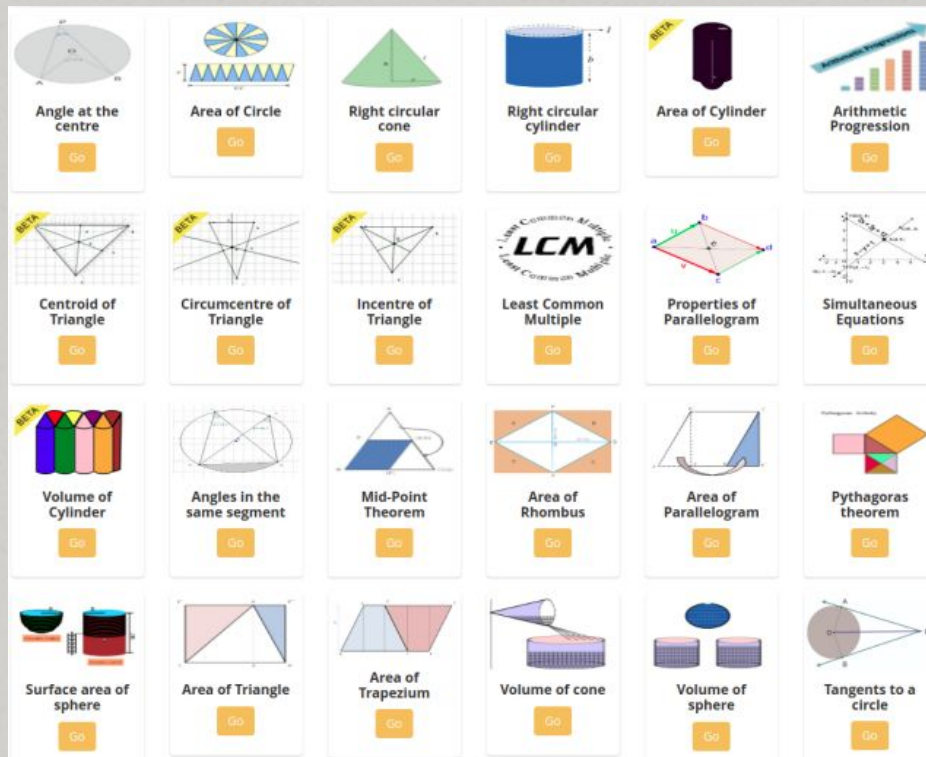 P
O
A
B
Angle at the
centre
Go
Area of Circle
Go
Right circular
cone
Go
Right circular
cylinder
Go
BETA
Area of Cylinder
Go
Arithmetic Progression
Arithmetic
Progression
Go
BETA
Centroid of
Triangle
Go
Circumcentre of
Triangle
Go
BETA
Incentre of
Triangle
Go
Least Common Multiple
LCM
Least Common Multiple
Least Common
Multiple
Go
a
b
c
d
u
v
Properties of
Parallelogram
Go
Simultaneous
Equations
Go
BETA
Volume of
Cylinder
Go
Angles in the
same segment
Go
Mid-Point
Theorem
Go
Area of
Rhombus
Go
Area of
Parallelogram
Go
Pythagoras
theorem
Go
Surface area of
sphere
Go
Area of Triangle
Go
Area of
Trapezium
Go
Volume of cone
Go
Volume of
sphere
Go
A
B
Tangents to a
circle
Go